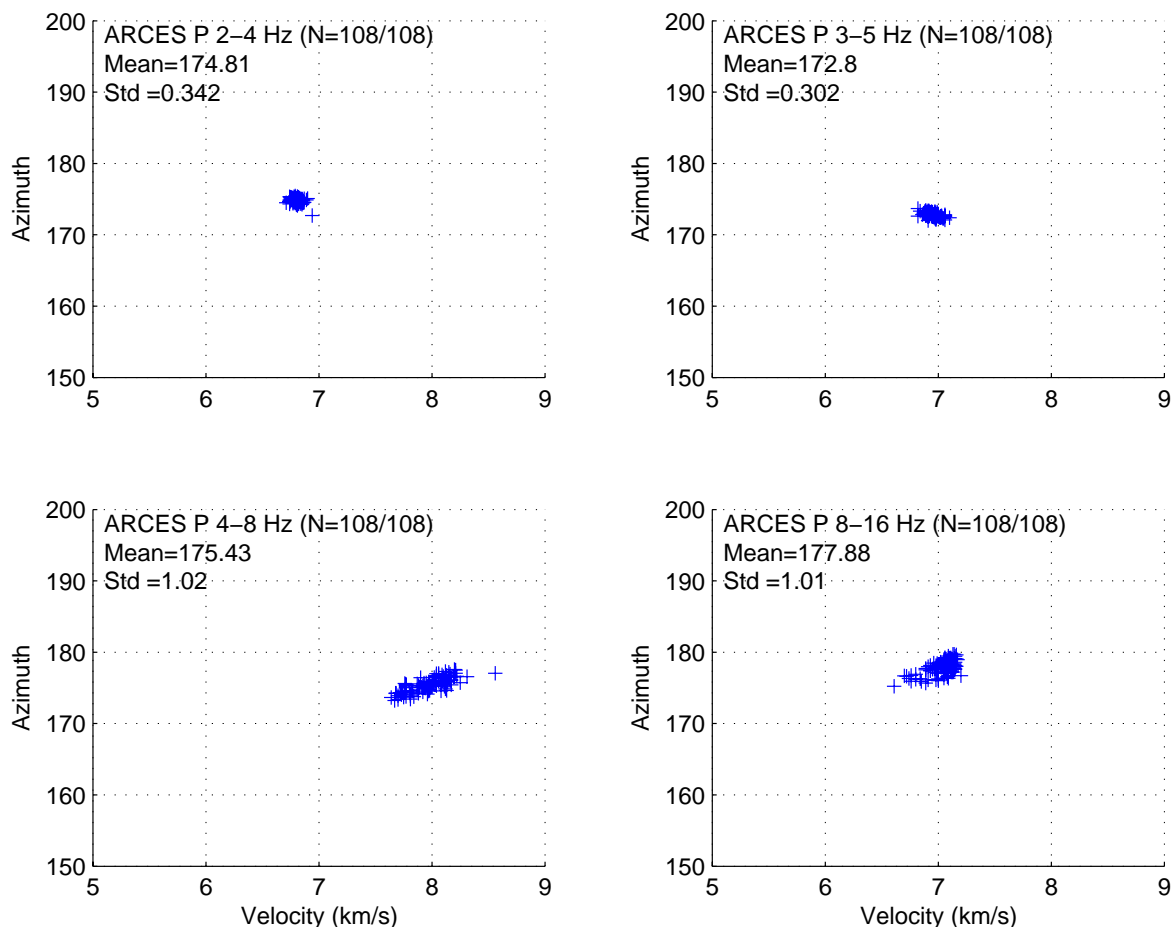 ARCES P 2−4 Hz (N=108/108)
Mean=174.81
Std =0.342
200
190
180
170
160
150
Azimuth
5 6 7 8 9
ARCES P 3−5 Hz (N=108/108)
Mean=172.8
Std =0.302
200
190
180
170
160
150
Azimuth
5 6 7 8 9
ARCES P 4−8 Hz (N=108/108)
Mean=175.43
Std =1.02
200
190
180
170
160
150
Azimuth
5 6 7 8 9
Velocity (km/s)
ARCES P 8−16 Hz (N=108/108)
Mean=177.88
Std =1.01
200
190
180
170
160
150
Azimuth
5 6 7 8 9
Velocity (km/s)